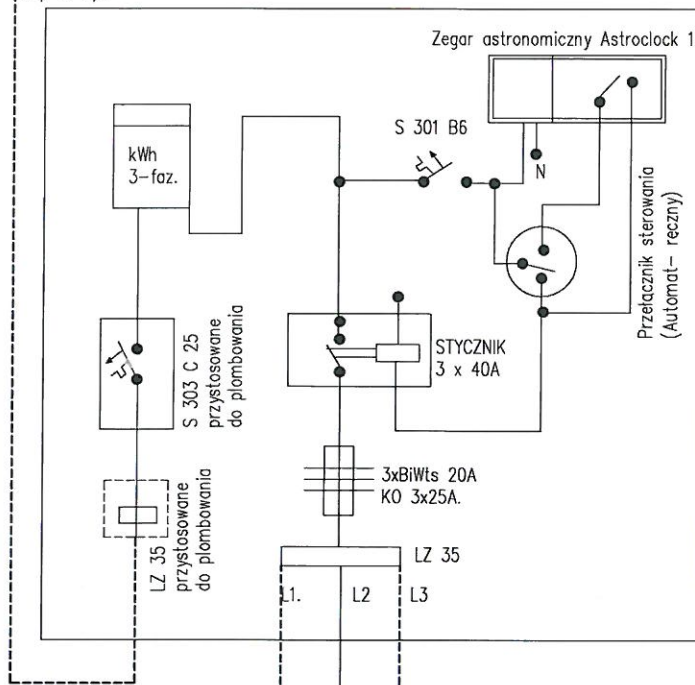 Zegar astronomiczny Astroclock 1
S 301 B6
kWh
3-faz.
N
Przełącznik sterowania
(Automat- ręczny)
STYCZNIK
3 x 40A
S 303 C 25
przystosowane
do plombowania
3xBiWts 20A
KO 3x25A.
LZ 35
przystosowane
do plombowania
LZ 35
L1.
L2
L3